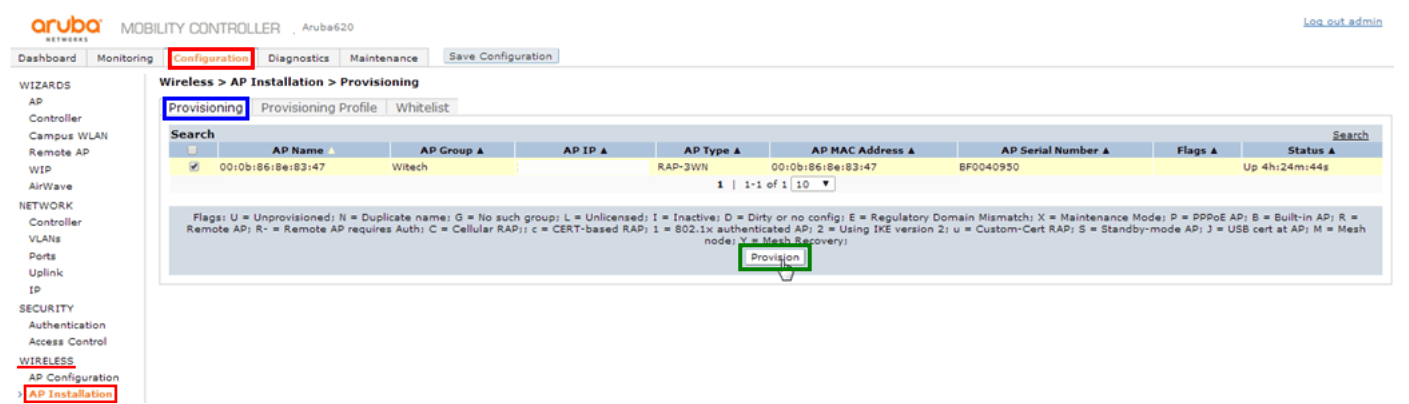 aruba NETWORKS MOBILITY CONTROLLER , Aruba620 Log out admin
Dashboard Monitoring Configuration Diagnostics Maintenance Save Configuration
WIZARDS
AP
Controller
Campus WLAN
Remote AP
WIP
AirWave
NETWORK
Controller
VLANs
Ports
Uplink
IP
SECURITY
Authentication
Access Control
WIRELESS
AP Configuration
> AP Installation
Wireless > AP Installation > Provisioning
Provisioning Provisioning Profile Whitelist
Search Search
AP Name ▲ AP Group ▲ AP IP ▲ AP Type ▲ AP MAC Address ▲ AP Serial Number ▲ Flags ▲ Status ▲
00:0b:86:8e:83:47 Witech RAP-3WN 00:0b:86:8e:83:47 BF0040950 Up 4h:24m:44s
1 | 1-1 of 1 10 ▼
Flags: U = Unprovisioned; N = Duplicate name; G = No such group; L = Unlicensed; I = Inactive; D = Dirty or no config; E = Regulatory Domain Mismatch; X = Maintenance Mode; P = PPPoE AP; B = Built-in AP; R =
Remote AP; R- = Remote AP requires Auth; C = Cellular RAP;; c = CERT-based RAP; 1 = 802.1x authenticated AP; 2 = Using IKE version 2; u = Custom-Cert RAP; S = Standby-mode AP; J = USB cert at AP; M = Mesh
node; Y = Mesh Recovery;
Provision